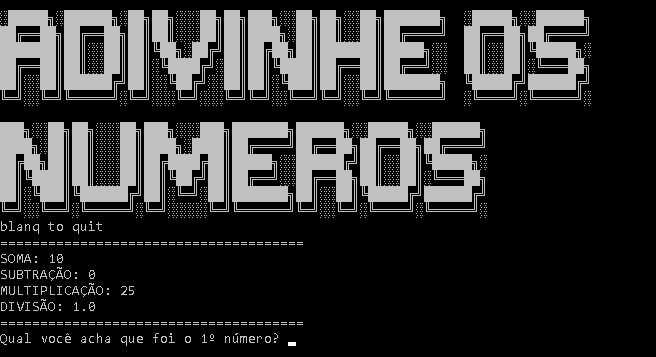 ADIVINHE OS
NUMEROS
blanq to quit
======================================
SOMA: 10
SUBTRAÇÃO: 0
MULTIPLICAÇÃO: 25
DIVISÃO: 1.0
======================================
Qual você acha que foi o 1º número?